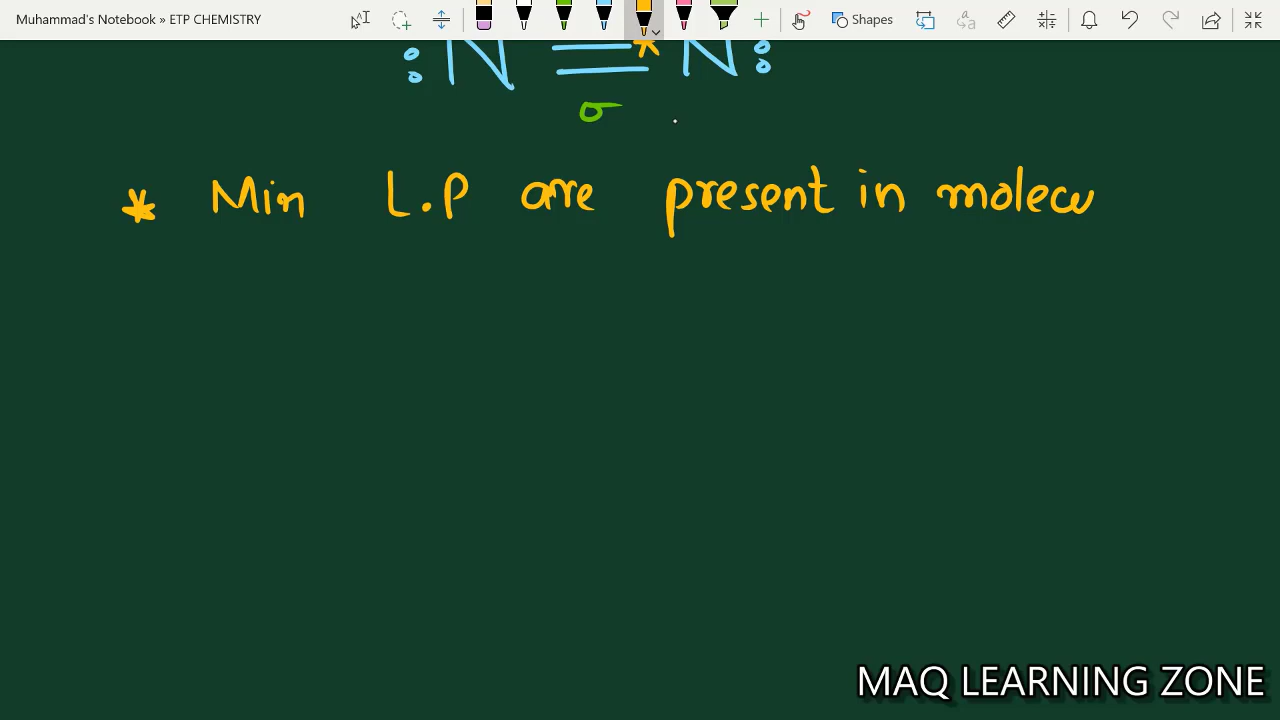 Muhammad's Notebook » ETP CHEMISTRY
Shapes
:N ≡ N:
σ
* Min L.P are present in molecu
MAQ LEARNING ZONE